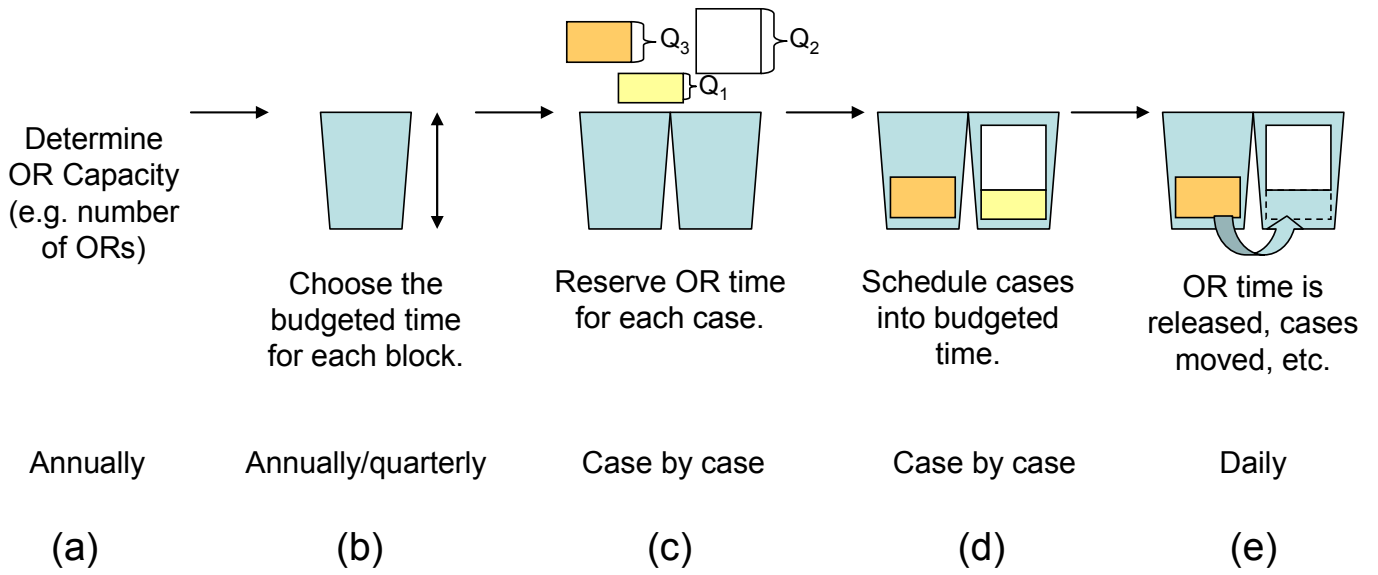 Q3
Q2
Q1
Determine
OR Capacity
(e.g. number
of ORs)
Choose the
budgeted time
for each block.
Reserve OR time
for each case.
Schedule cases
into budgeted
time.
OR time is
released, cases
moved, etc.
Annually
Annually/quarterly
Case by case
Case by case
Daily
(a)
(b)
(c)
(d)
(e)